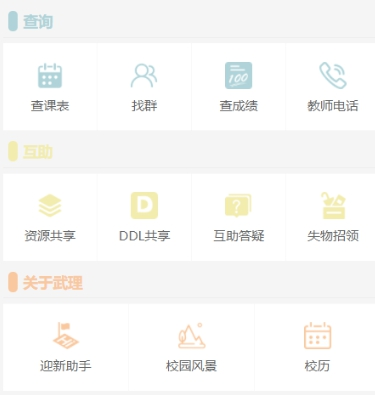 查询
查课表 找群 查成绩 教师电话
互助
资源共享 DDL共享 互助答疑 失物招领
关于武理
迎新助手 校园风景 校历